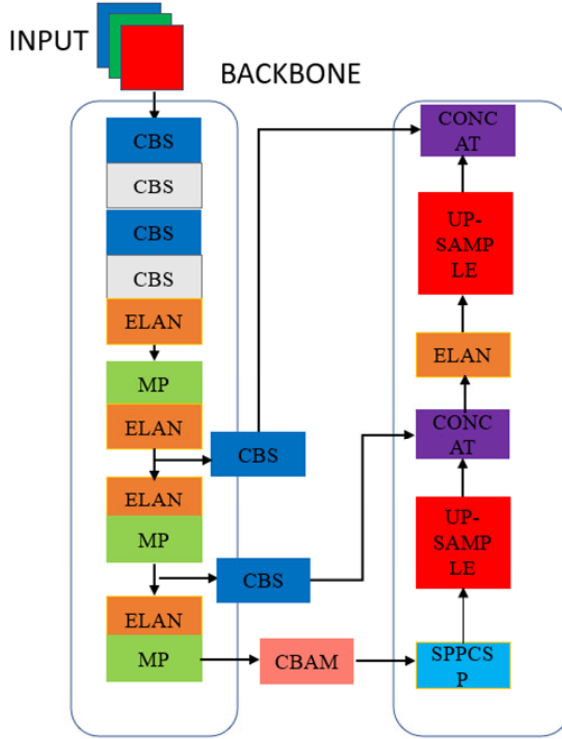 INPUT
BACKBONE
CBS
CBS
CBS
CBS
ELAN
MP
ELAN
CBS
ELAN
MP
CBS
ELAN
MP
CBAM
SPPCS
P
UP-
SAMP
LE
CONC
AT
ELAN
UP-
SAMP
LE
CONC
AT